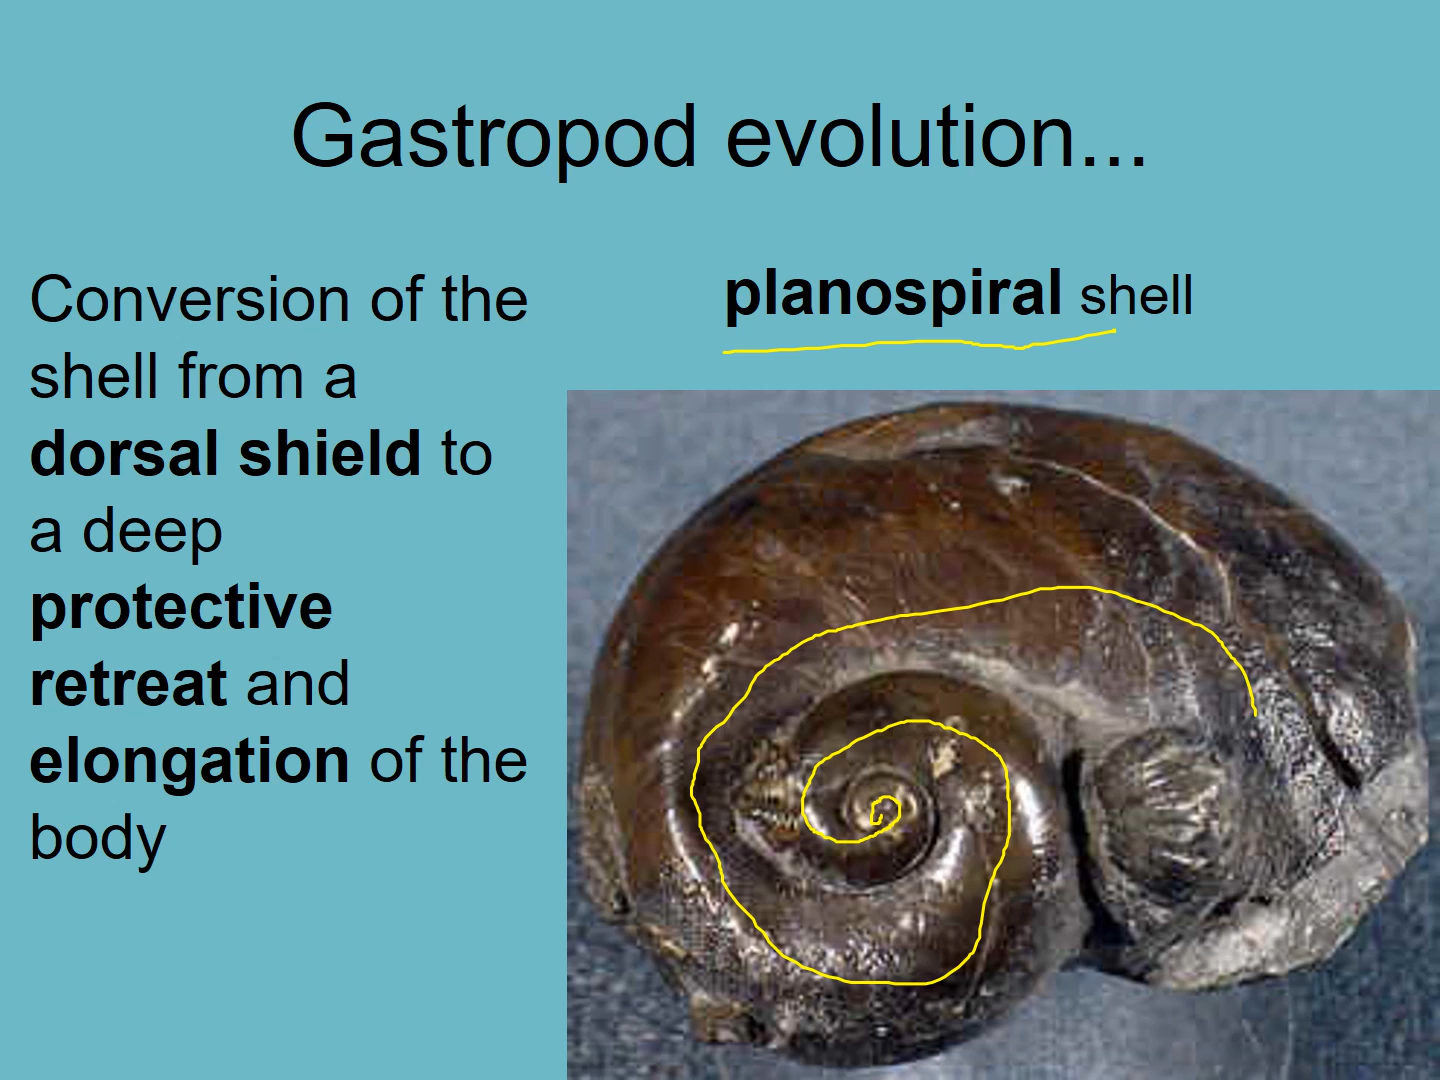 Gastropod evolution...
Conversion of the
shell from a
dorsal shield to
a deep
protective
retreat and
elongation of the
body
planospiral shell